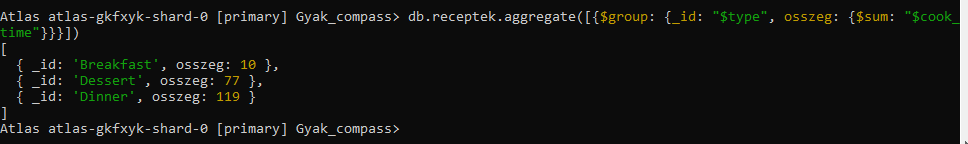 Atlas atlas-gkfxyk-shard-0 [primary] Gyak_compass> db.receptek.aggregate([{$group: {_id: "$type", osszeg: {$sum: "$cook_
time"}}}])
[
  { _id: 'Breakfast', osszeg: 10 },
  { _id: 'Dessert', osszeg: 77 },
  { _id: 'Dinner', osszeg: 119 }
]
Atlas atlas-gkfxyk-shard-0 [primary] Gyak_compass>